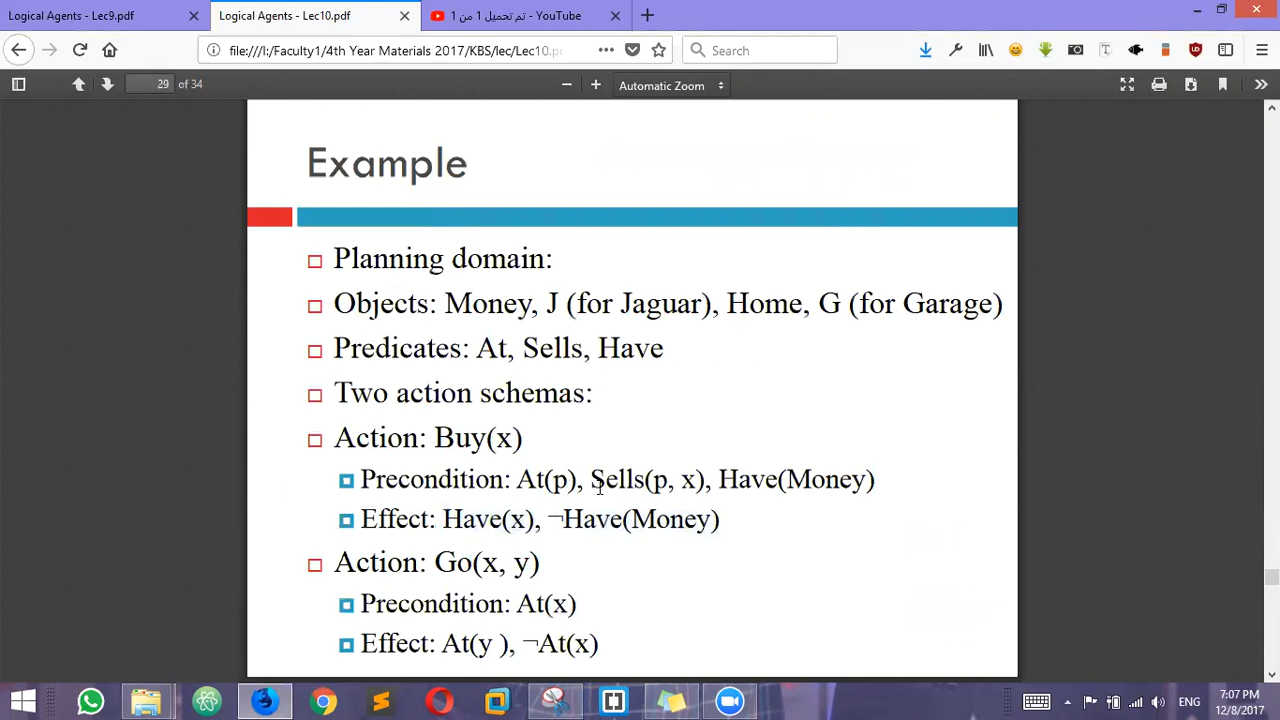 Logical Agents - Lec9.pdf
Logical Agents - Lec10.pdf
تم تحميل 1 من 1 - YouTube
file:///I:/Faculty1/4th Year Materials 2017/KBS/lec/Lec10.p
Search
29 of 34
Automatic Zoom
Example
Planning domain:
Objects: Money, J (for Jaguar), Home, G (for Garage)
Predicates: At, Sells, Have
Two action schemas:
Action: Buy(x)
Precondition: At(p), Sells(p, x), Have(Money)
Effect: Have(x), ¬Have(Money)
Action: Go(x, y)
Precondition: At(x)
Effect: At(y ), ¬At(x)
ENG
7:07 PM
12/8/2017